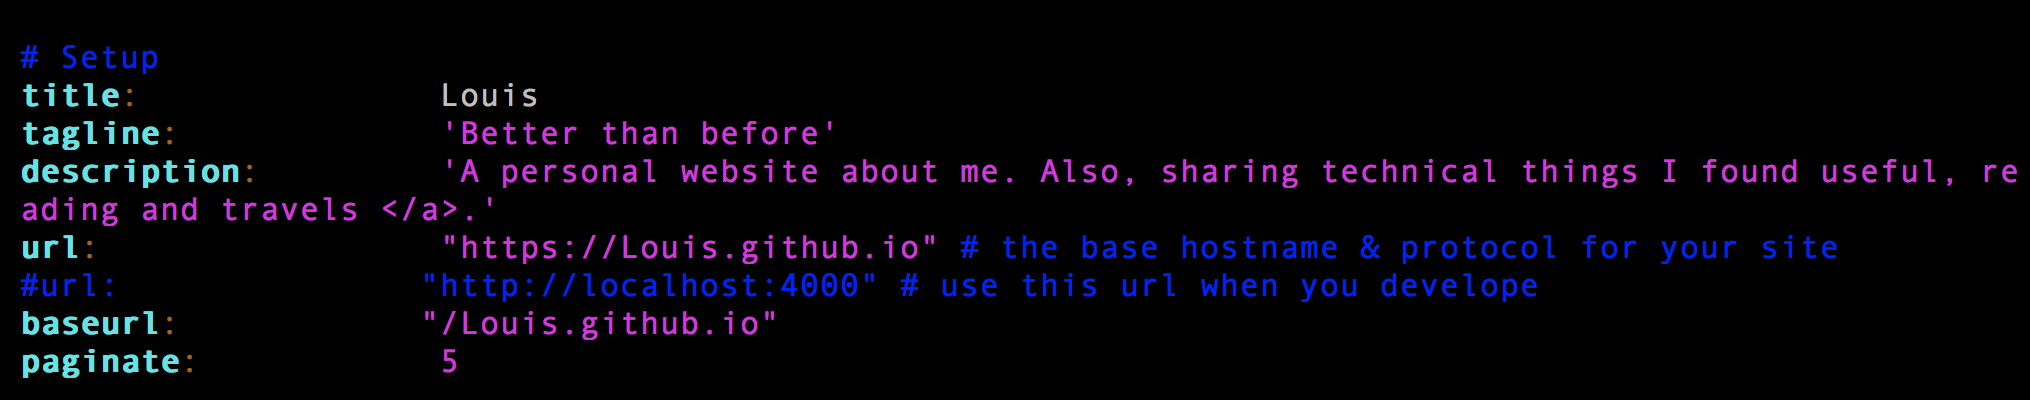 # Setup
title: Louis
tagline: 'Better than before'
description: 'A personal website about me. Also, sharing technical things I found useful, re
ading and travels </a>.'
url: "https://Louis.github.io" # the base hostname & protocol for your site
#url: "http://localhost:4000" # use this url when you develope
baseurl: "/Louis.github.io"
paginate: 5